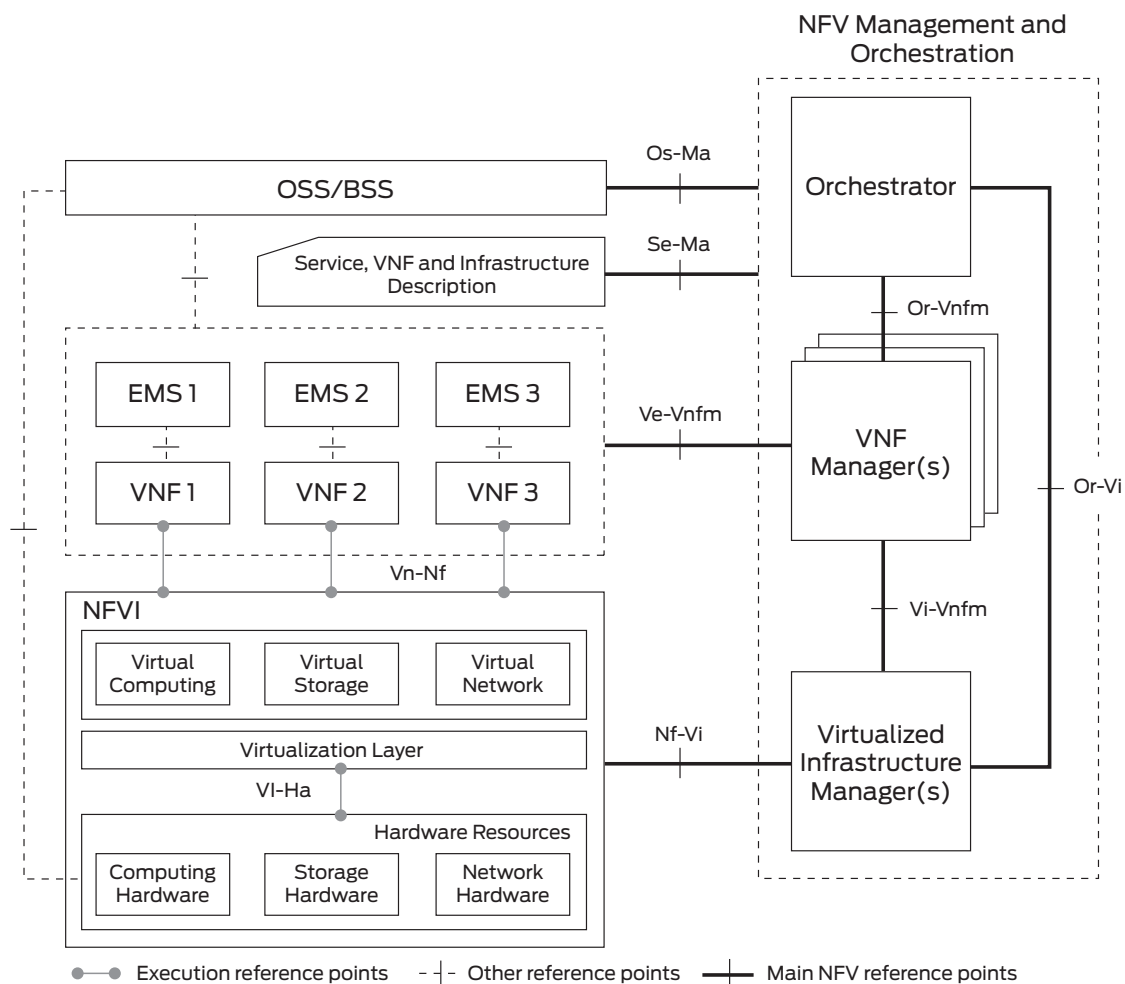 NFV Management and
Orchestration
Os-Ma
OSS/BSS
Orchestrator
Se-Ma
Service, VNF and Infrastructure
Description
Or-Vnfm
EMS 1
EMS 2
EMS 3
Ve-Vnfm
VNF
Manager(s)
VNF 1
VNF 2
VNF 3
Or-Vi
Vn-Nf
NFVI
Vi-Vnfm
Virtual
Computing
Virtual
Storage
Virtual
Network
Virtualization Layer
Nf-Vi
Virtualized
Infrastructure
Manager(s)
VI-Ha
Hardware Resources
Computing
Hardware
Storage
Hardware
Network
Hardware
Execution reference points
Other reference points
Main NFV reference points